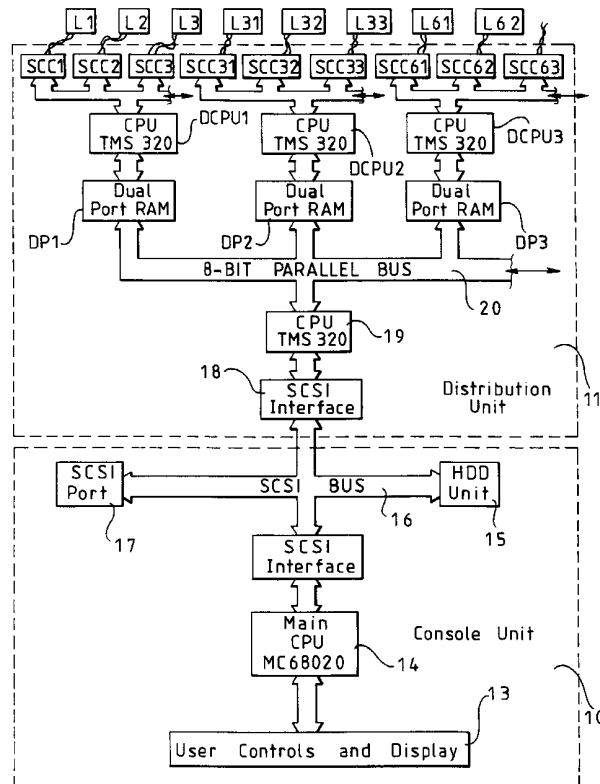 L1 L2 L3 L31 L32 L33 L61 L62
SCC1 SCC2 SCC3 SCC31 SCC32 SCC33 SCC61 SCC62 SCC63
CPU
TMS 320
DCPU1
CPU
TMS 320
DCPU2
CPU
TMS 320
DCPU3
Dual
Port RAM
DP1
Dual
Port RAM
DP2
Dual
Port RAM
DP3
8-BIT PARALLEL BUS
20
CPU
TMS 320
19
18
SCSI
Interface
Distribution
Unit
11
SCSI
Port
17
SCSI BUS
16
HDD
Unit
15
SCSI
Interface
Main
CPU
MC68020
14
Console Unit
10
13
User Controls and Display